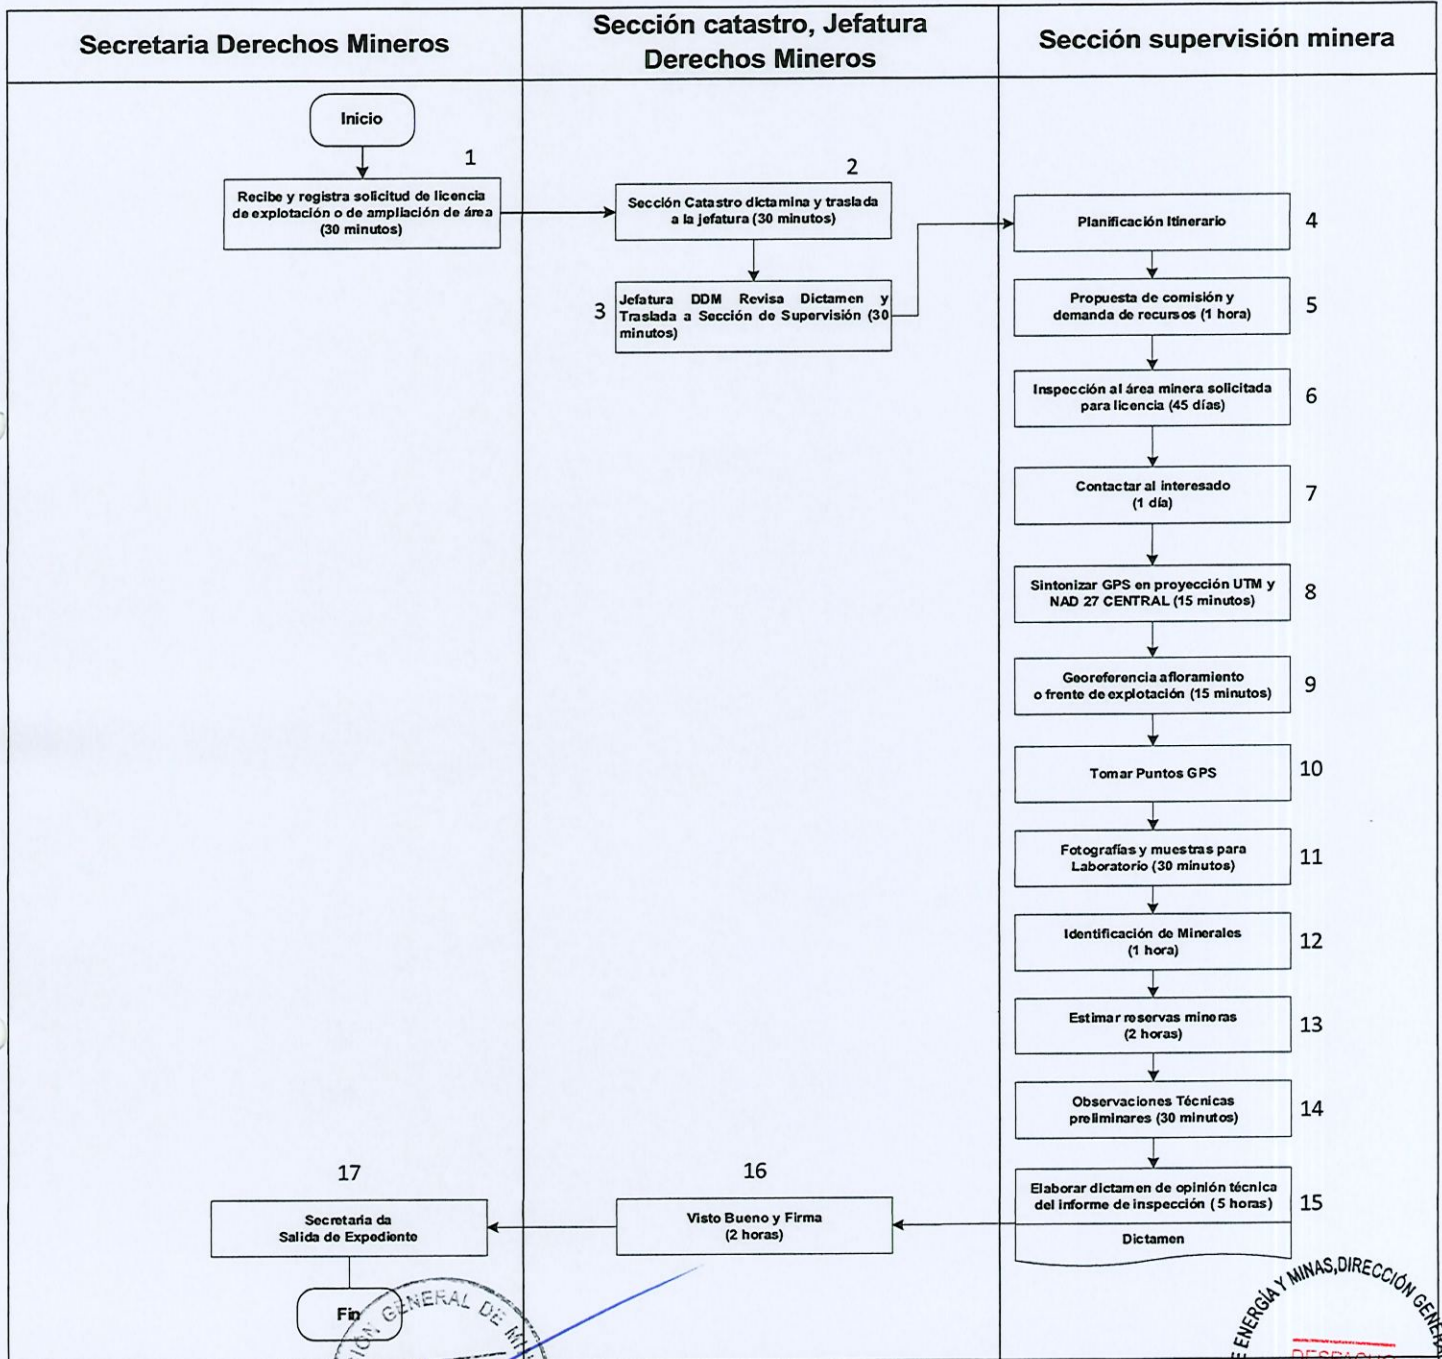 Secretaria Derechos Mineros
Sección catastro, Jefatura
Derechos Mineros
Sección supervisión minera
Inicio
1
Recibe y registra solicitud de licencia
de explotación o de ampliación de área
(30 minutos)
2
Sección Catastro dictamina y traslada
a la jefatura (30 minutos)
3
Jefatura DDM Revisa Dictamen y
Traslada a Sección de Supervisión (30
minutos)
Planificación Itinerario
4
Propuesta de comisión y
demanda de recursos (1 hora)
5
Inspección al área minera solicitada
para licencia (45 días)
6
Contactar al interesado
(1 día)
7
Sintonizar GPS en proyección UTM y
NAD 27 CENTRAL (15 minutos)
8
Georeferencia afloramiento
o frente de explotación (15 minutos)
9
Tomar Puntos GPS
10
Fotografías y muestras para
Laboratorio (30 minutos)
11
Identificación de Minerales
(1 hora)
12
Estimar reservas mineras
(2 horas)
13
Observaciones Técnicas
preliminares (30 minutos)
14
Elaborar dictamen de opinión técnica
del informe de inspección ( 5 horas)
15
Dictamen
16
Visto Bueno y Firma
(2 horas)
17
Secretaria da
Salida de Expediente
Fin
GENERAL DE
E ENERGÍA Y MINAS, DIRECCIÓN GENE